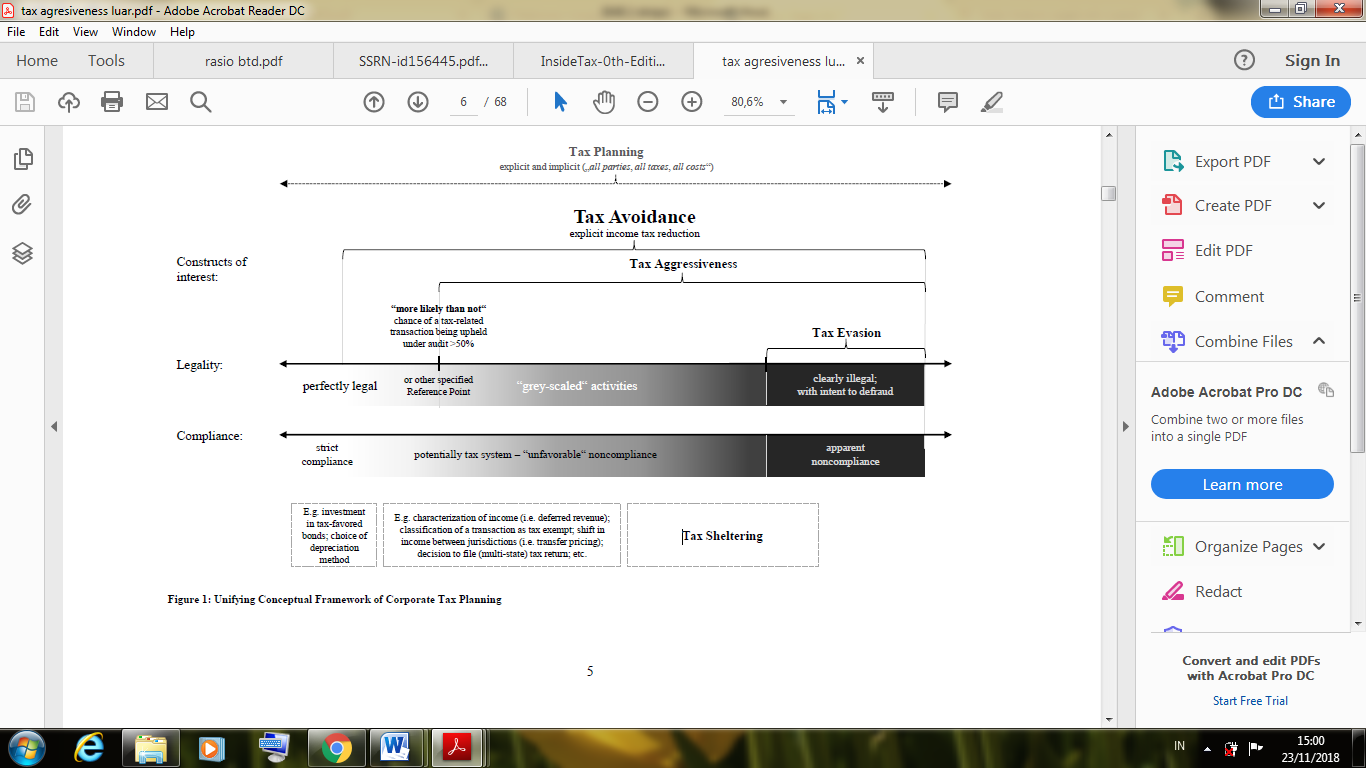 tax agresiveness luar.pdf - Adobe Acrobat Reader DC
File Edit View Window Help
Home Tools rasio btd.pdf SSRN-id156445.pdf... InsideTax-0th-Editi... tax agresiveness lu... × ? Sign In
6 / 68 80,6% Share
Tax Planning
explicit and implicit („all parties, all taxes, all costs“)
Tax Avoidance
explicit income tax reduction
Constructs of
interest:
Tax Aggressiveness
“more likely than not“
chance of a tax-related
transaction being upheld
under audit >50%
Tax Evasion
Legality:
perfectly legal
or other specified
Reference Point
“grey-scaled“ activities
clearly illegal;
with intent to defraud
Compliance:
strict
compliance
potentially tax system – “unfavorable“ noncompliance
apparent
noncompliance
E.g. investment
in tax-favored
bonds; choice of
depreciation
method
E.g. characterization of income (i.e. deferred revenue);
classification of a transaction as tax exempt; shift in
income between jurisdictions (i.e. transfer pricing);
decision to file (multi-state) tax return; etc.
Tax Sheltering
Figure 1: Unifying Conceptual Framework of Corporate Tax Planning
5
Export PDF
Create PDF
Edit PDF
Comment
Combine Files
Adobe Acrobat Pro DC
Combine two or more files
into a single PDF
Learn more
Organize Pages
Redact
Convert and edit PDFs
with Acrobat Pro DC
Start Free Trial
IN
15:00
23/11/2018